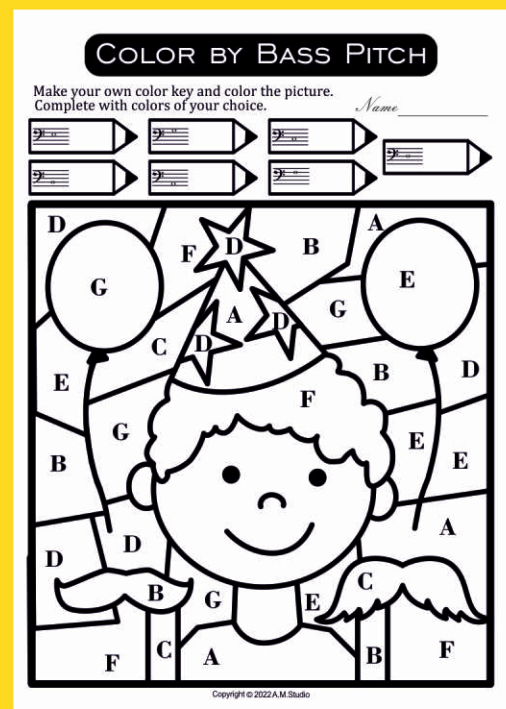 COLOR BY BASS PITCH
Make your own color key and color the picture.
Complete with colors of your choice.
Name
D
F
D
B
A
G
E
A
D
G
C
D
E
B
D
F
G
E
B
E
A
D
D
B
G
E
C
F
C
A
B
F
Copyright © 2022 A.M.Studio